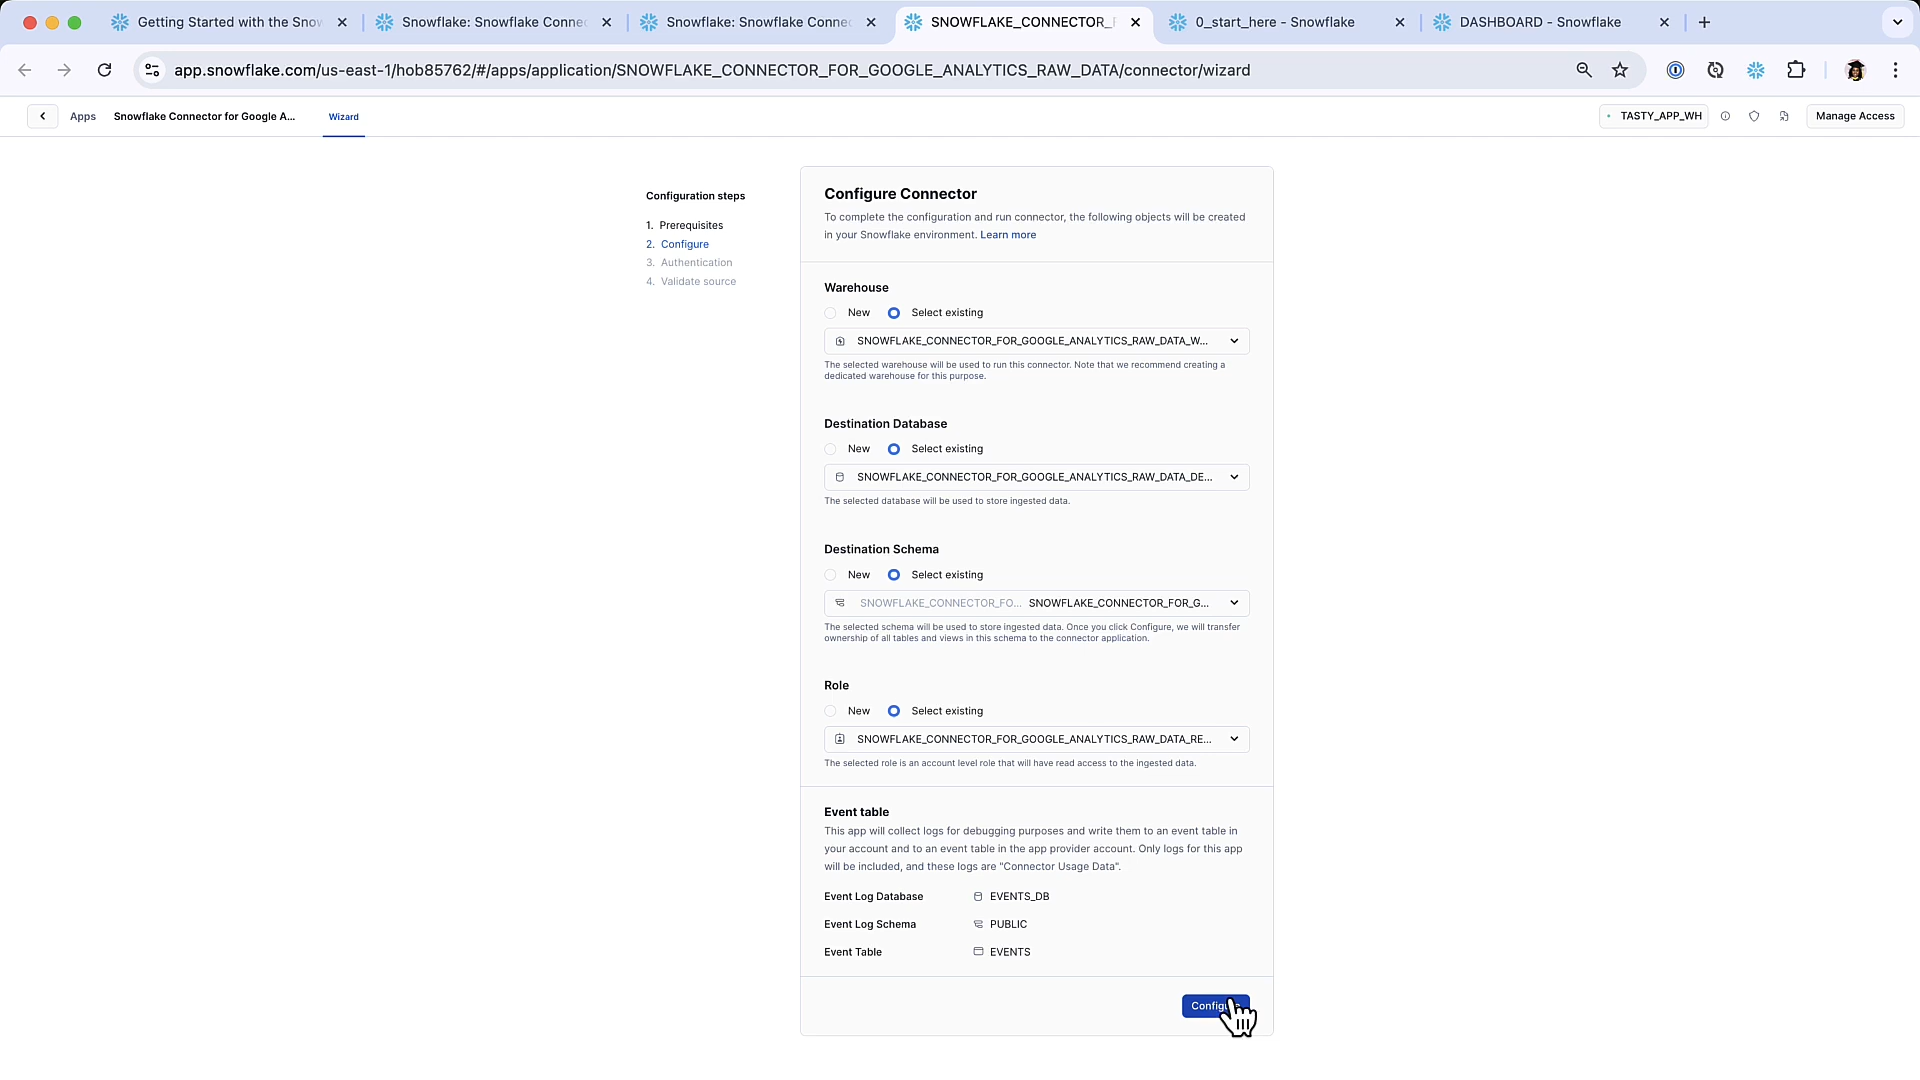 Getting Started with the Snow
Snowflake: Snowflake Connec
Snowflake: Snowflake Connec
SNOWFLAKE_CONNECTOR_F
0_start_here - Snowflake
DASHBOARD - Snowflake
app.snowflake.com/us-east-1/hob85762/#/apps/application/SNOWFLAKE_CONNECTOR_FOR_GOOGLE_ANALYTICS_RAW_DATA/connector/wizard
Apps
Snowflake Connector for Google A...
Wizard
TASTY_APP_WH
Manage Access
Configuration steps
1. Prerequisites
2. Configure
3. Authentication
4. Validate source
Configure Connector
To complete the configuration and run connector, the following objects will be created
in your Snowflake environment. Learn more
Warehouse
New Select existing
SNOWFLAKE_CONNECTOR_FOR_GOOGLE_ANALYTICS_RAW_DATA_W...
The selected warehouse will be used to run this connector. Note that we recommend creating a
dedicated warehouse for this purpose.
Destination Database
New Select existing
SNOWFLAKE_CONNECTOR_FOR_GOOGLE_ANALYTICS_RAW_DATA_DE...
The selected database will be used to store ingested data.
Destination Schema
New Select existing
SNOWFLAKE_CONNECTOR_FO... SNOWFLAKE_CONNECTOR_FOR_G...
The selected schema will be used to store ingested data. Once you click Configure, we will transfer
ownership of all tables and views in this schema to the connector application.
Role
New Select existing
SNOWFLAKE_CONNECTOR_FOR_GOOGLE_ANALYTICS_RAW_DATA_RE...
The selected role is an account level role that will have read access to the ingested data.
Event table
This app will collect logs for debugging purposes and write them to an event table in
your account and to an event table in the app provider account. Only logs for this app
will be included, and these logs are "Connector Usage Data".
Event Log Database EVENTS_DB
Event Log Schema PUBLIC
Event Table EVENTS
Configure